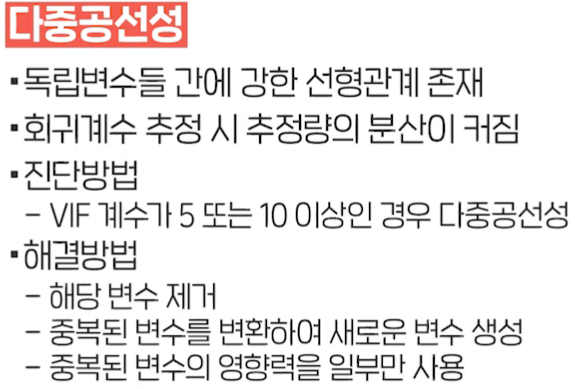 다중공선성
▪독립변수들 간에 강한 선형관계 존재
▪회귀계수 추정 시 추정량의 분산이 커짐
▪진단방법
– VIF 계수가 5 또는 10 이상인 경우 다중공선성
▪해결방법
– 해당 변수 제거
– 중복된 변수를 변환하여 새로운 변수 생성
– 중복된 변수의 영향력을 일부만 사용